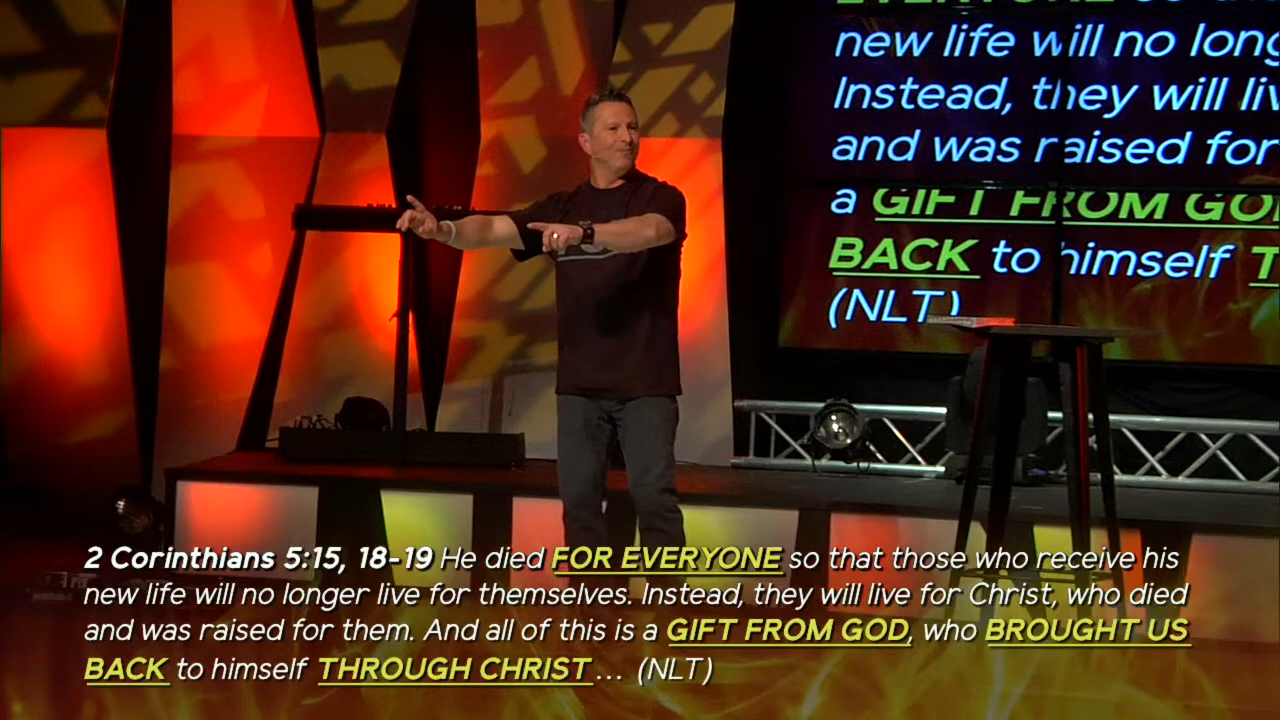 EVERYONE
new life will no long
Instead, they will liv
and was raised for
a GIFT FROM GO
BACK to himself T
(NLT)
2 Corinthians 5:15, 18-19 He died FOR EVERYONE so that those who receive his
new life will no longer live for themselves. Instead, they will live for Christ, who died
and was raised for them. And all of this is a GIFT FROM GOD, who BROUGHT US
BACK to himself THROUGH CHRIST... (NLT)